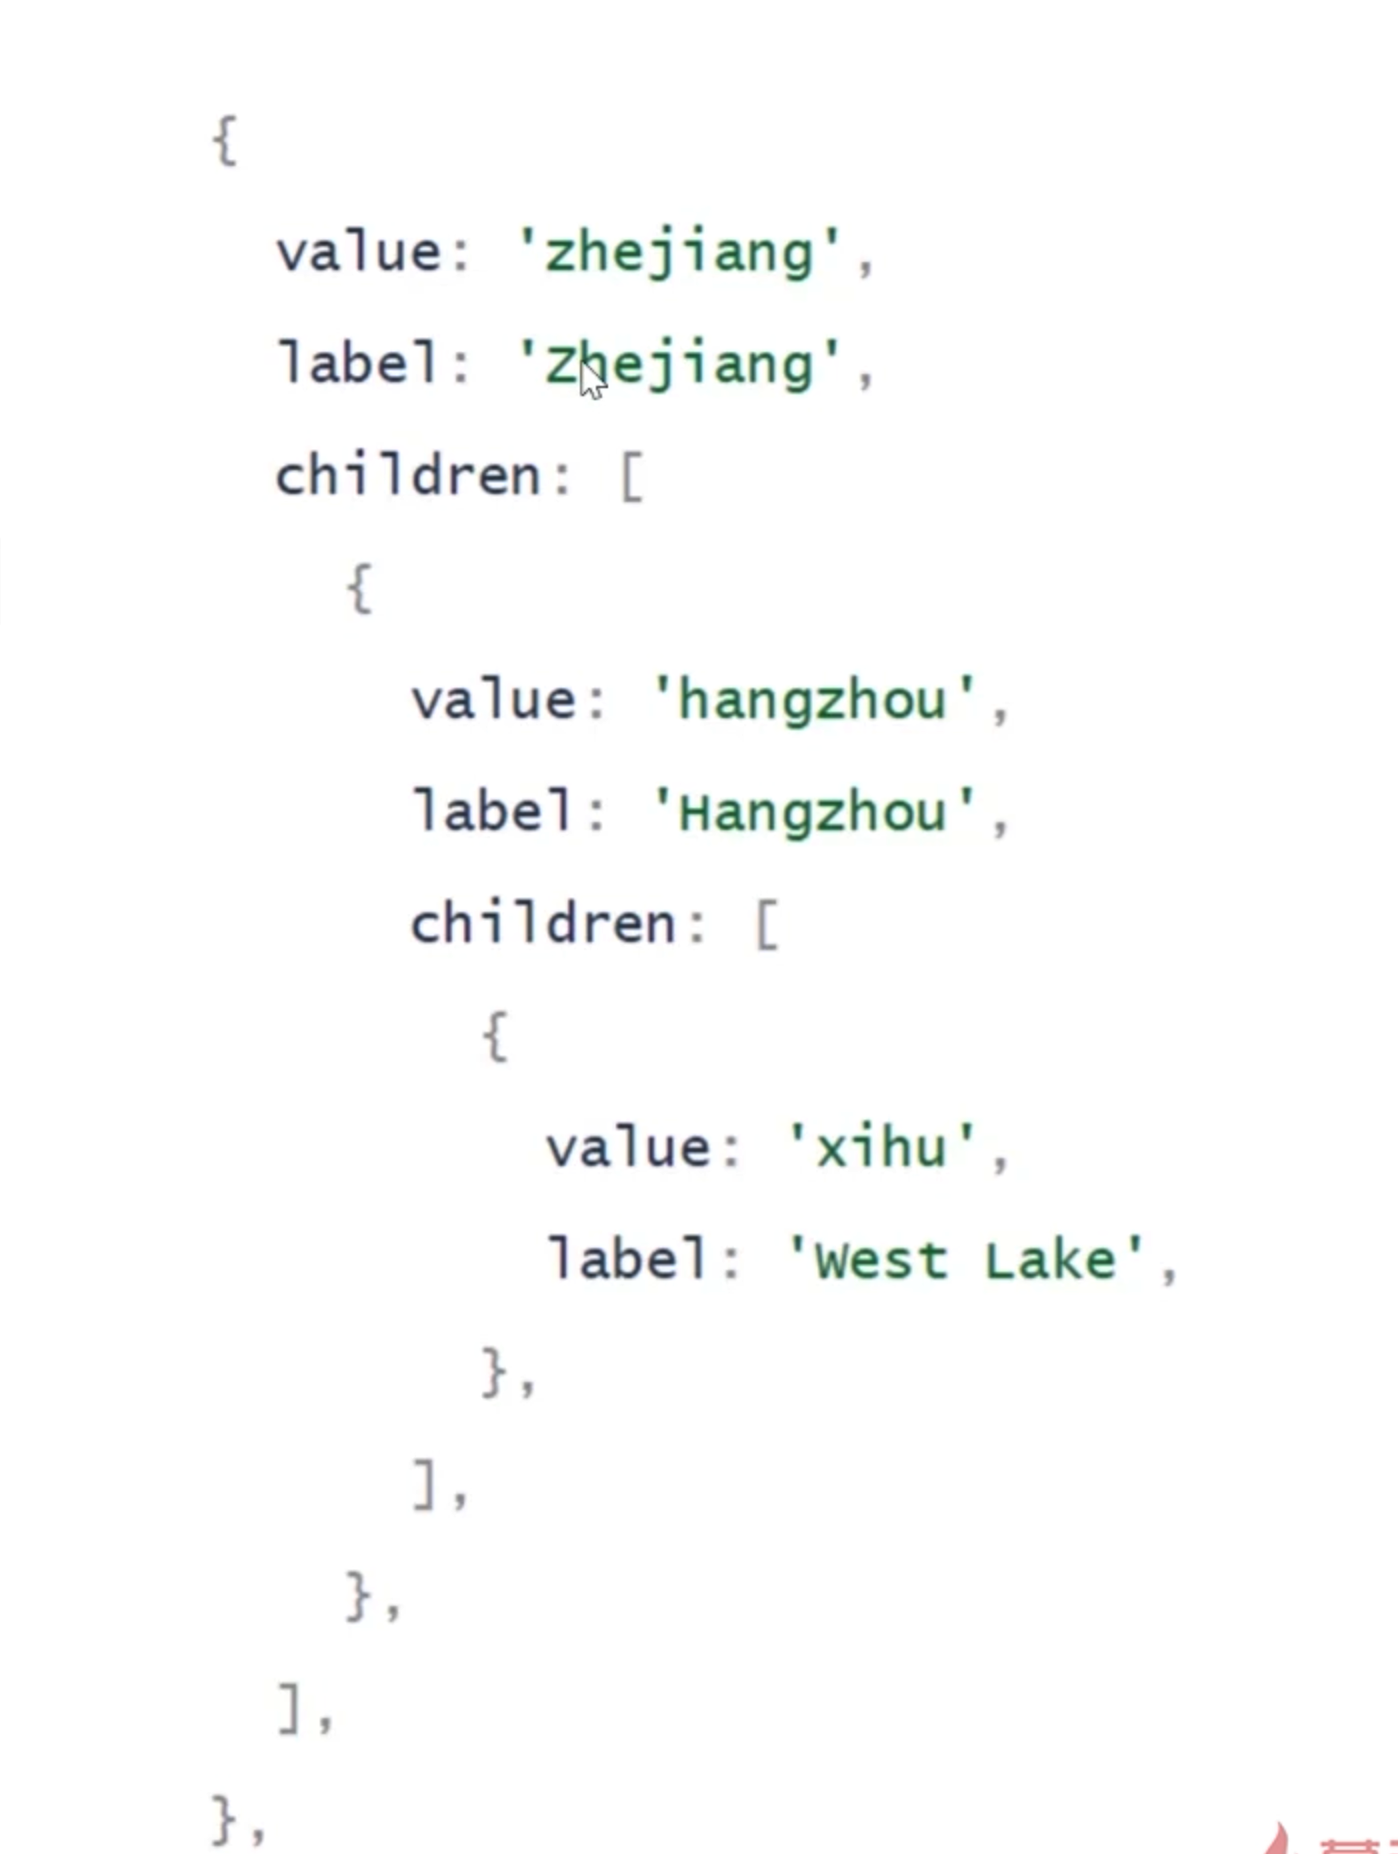 {
value: 'zhejiang',
label: 'Zhejiang',
children: [
{
value: 'hangzhou',
label: 'Hangzhou',
children: [
{
value: 'xihu',
label: 'West Lake',
},
],
},
],
},